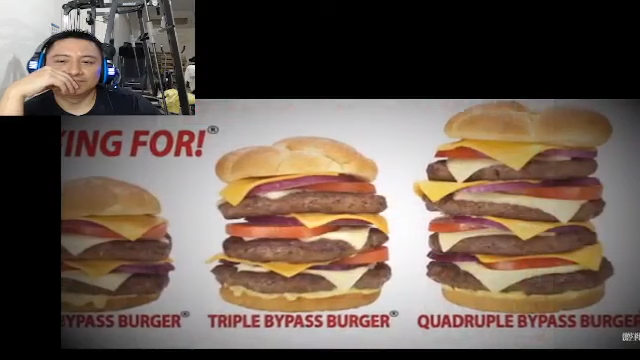 YING FOR!®
BYPASS BURGER®
TRIPLE BYPASS BURGER®
QUADRUPLE BYPASS BURGER